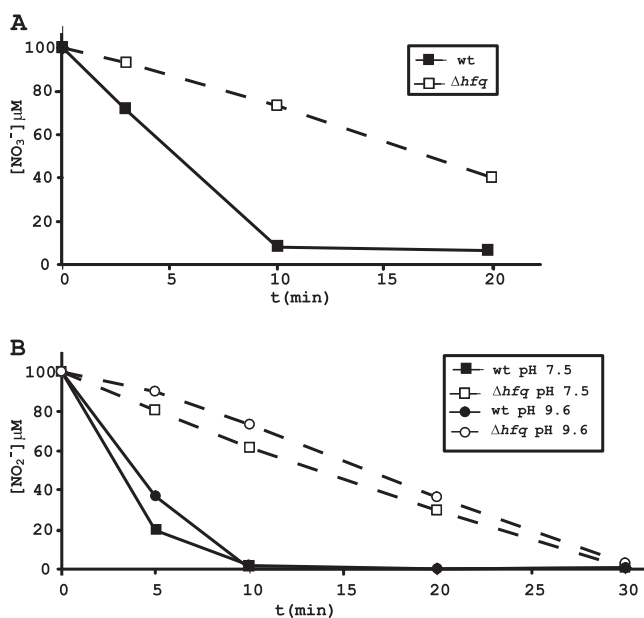 A
100
80
60
40
20
0
[NO3⁻] µM
0 5 10 15 20
t(min)
wt
Δhfq
B
100
80
60
40
20
0
[NO2⁻] µM
0 5 10 15 20 25 30
t(min)
wt pH 7.5
Δhfq pH 7.5
wt pH 9.6
Δhfq pH 9.6